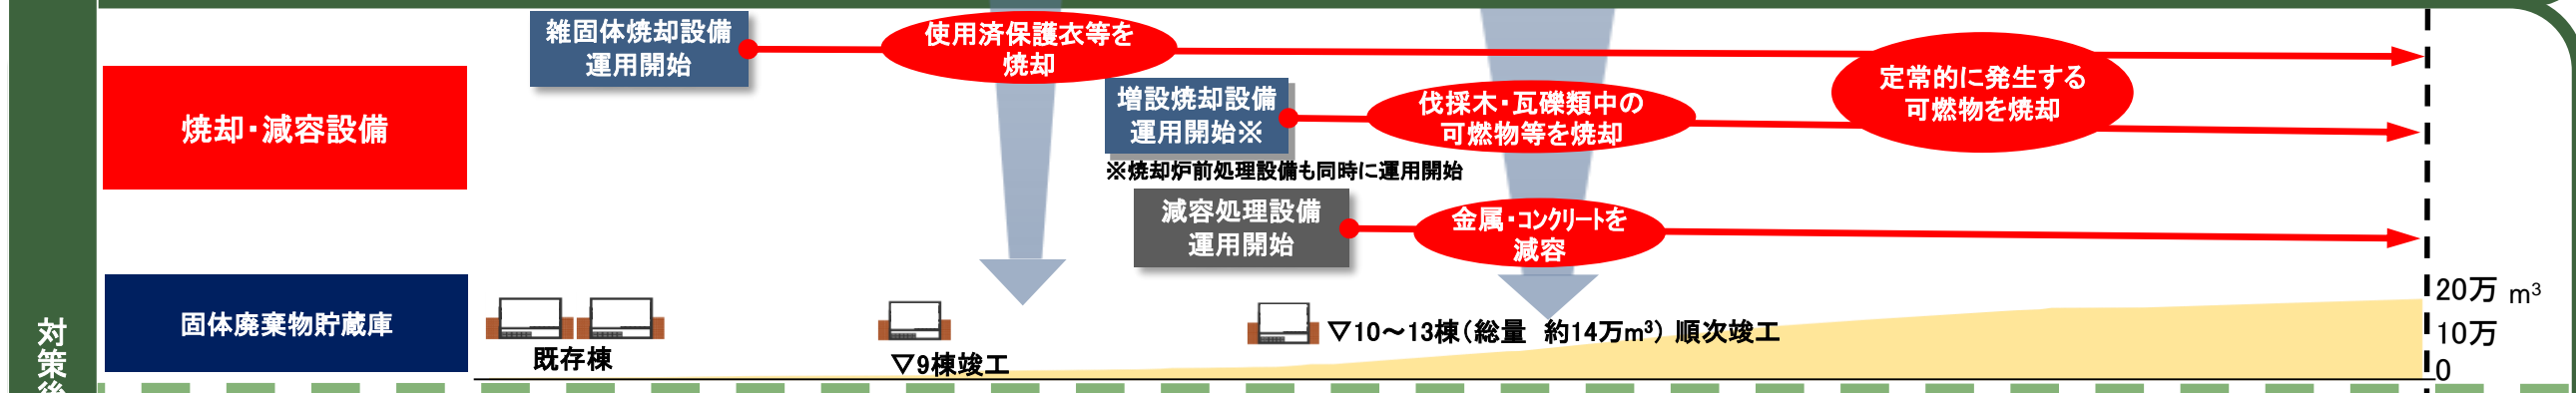 雑固体焼却設備
運用開始
使用済保護衣等を
焼却
定常的に発生する
可燃物を焼却
焼却・減容設備
増設焼却設備
運用開始※
伐採木・瓦礫類中の
可燃物等を焼却
※焼却炉前処理設備も同時に運用開始
減容処理設備
運用開始
金属・コンクリートを
減容
対策後
固体廃棄物貯蔵庫
既存棟
▽9棟竣工
▽10～13棟（総量　約14万m³）順次竣工
20万 m³
10万
0